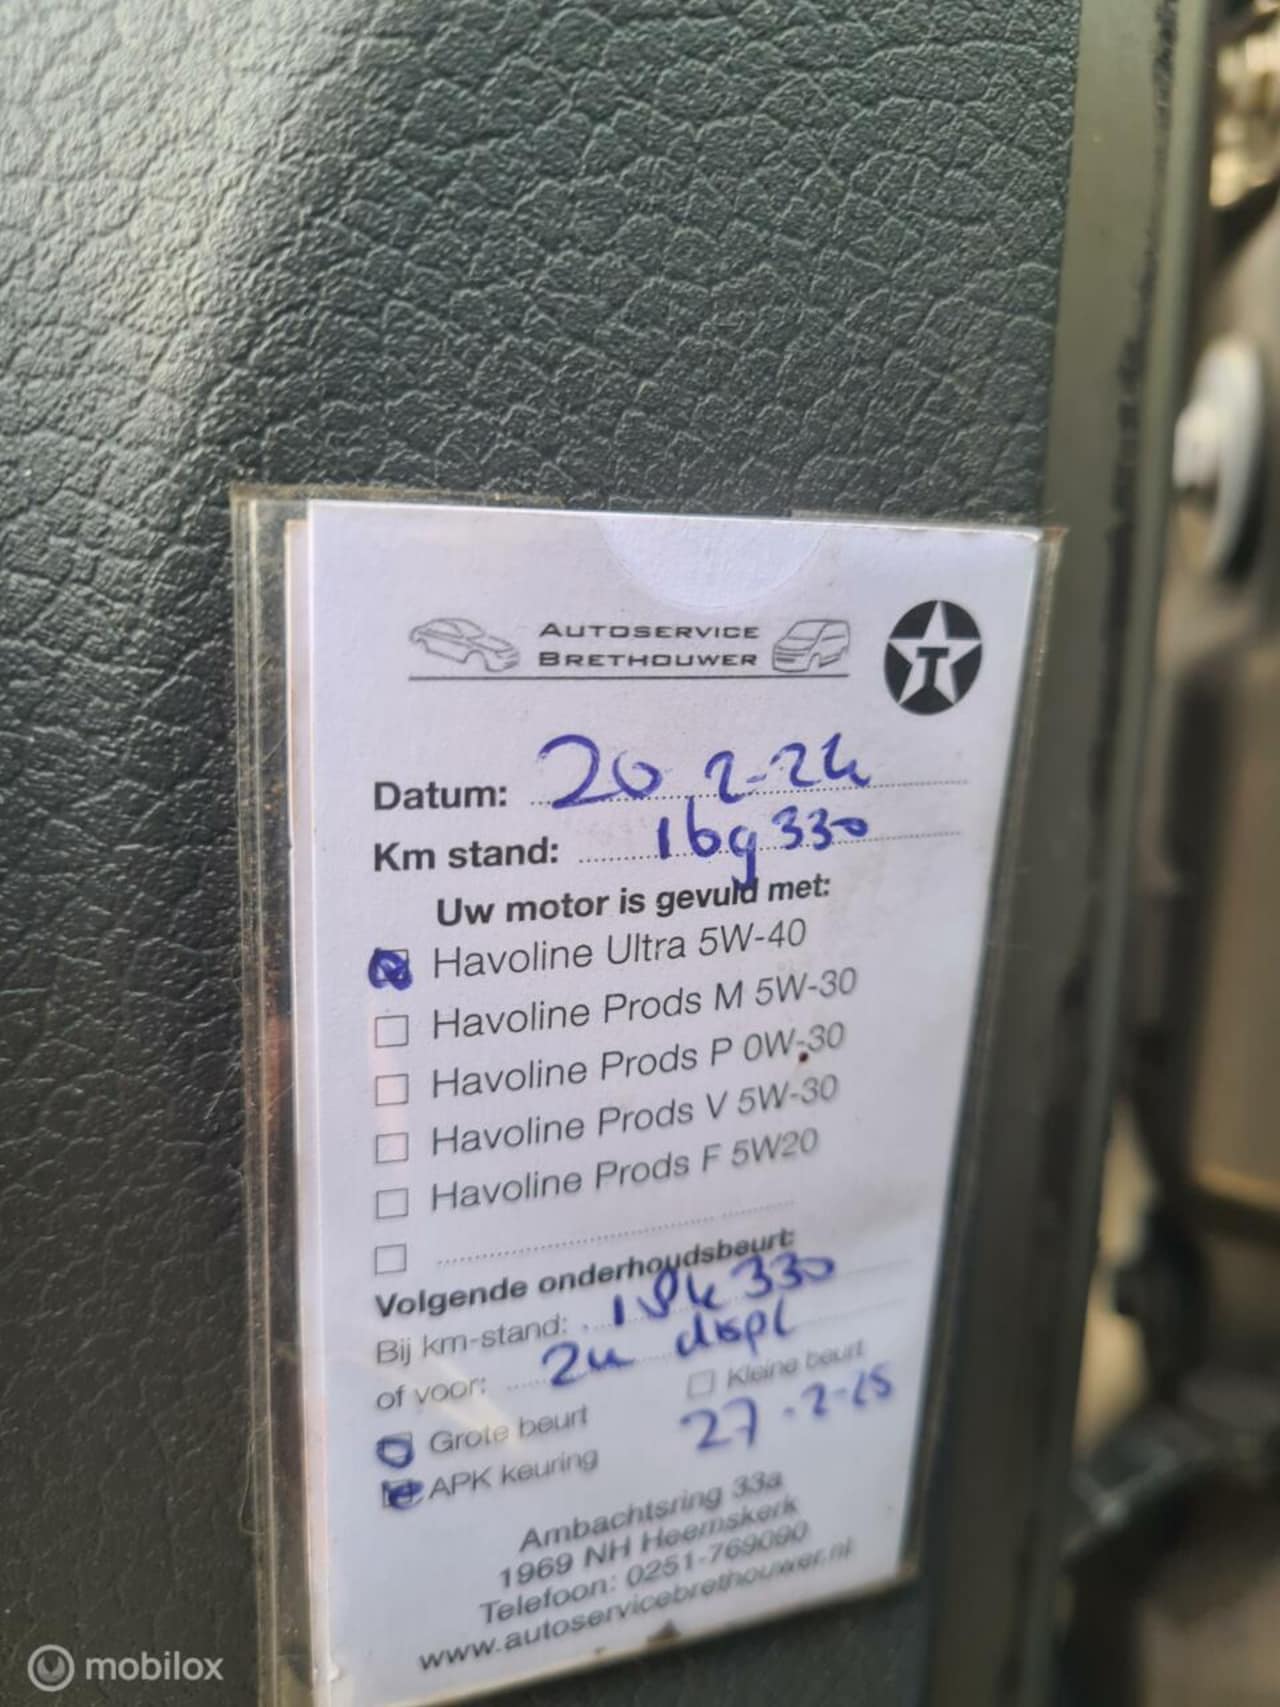 AUTOSERVICE
BRETHOUWER
T
Datum: 20 2-24
Km stand: 169330
Uw motor is gevuld met:
Havoline Ultra 5W-40
Havoline Prods M 5W-30
Havoline Prods P 0W-30
Havoline Prods V 5W-30
Havoline Prods F 5W20
Volgende onderhoudsbeurt:
Bij km-stand: 184330
of voor: zu displ
Grote beurt Kleine beurt
APK keuring 27-2-25
Ambachtsring 33a
1969 NH Heemskerk
Telefoon: 0251-769090
www.autoservicebrethouwer.nl
mobilox